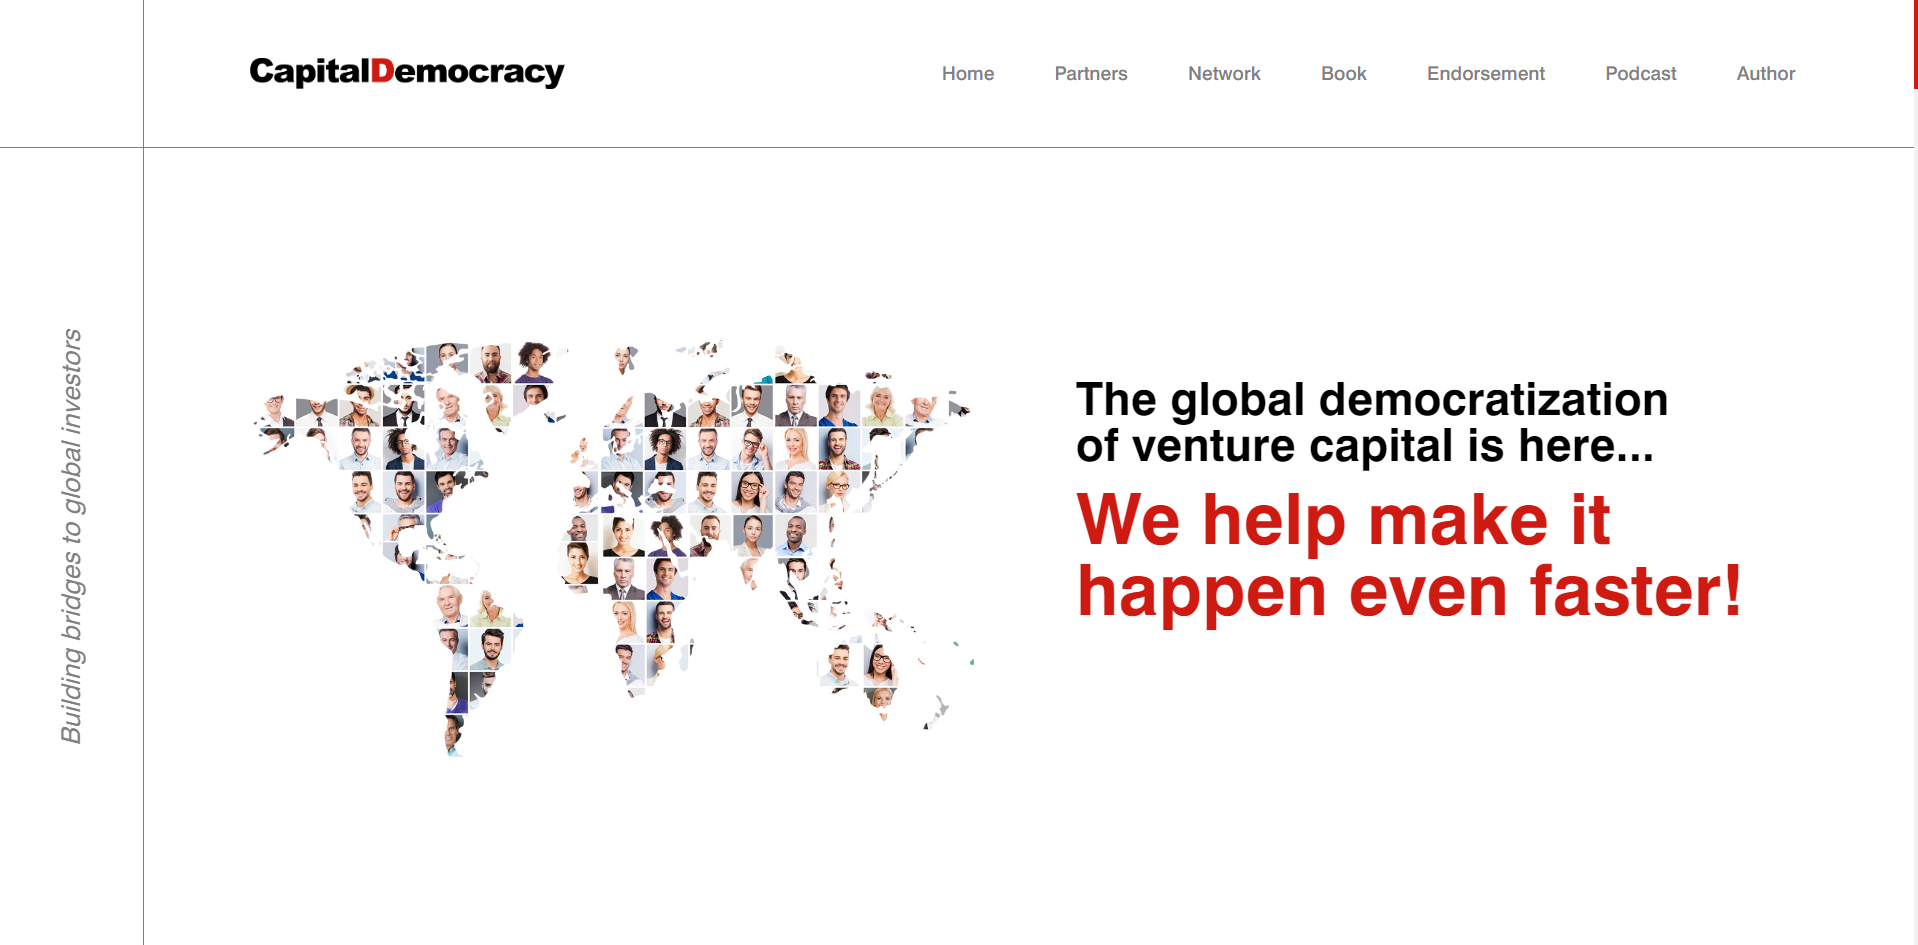 CapitalDemocracy
Home Partners Network Book Endorsement Podcast Author
Building bridges to global investors
The global democratization
of venture capital is here...
We help make it
happen even faster!